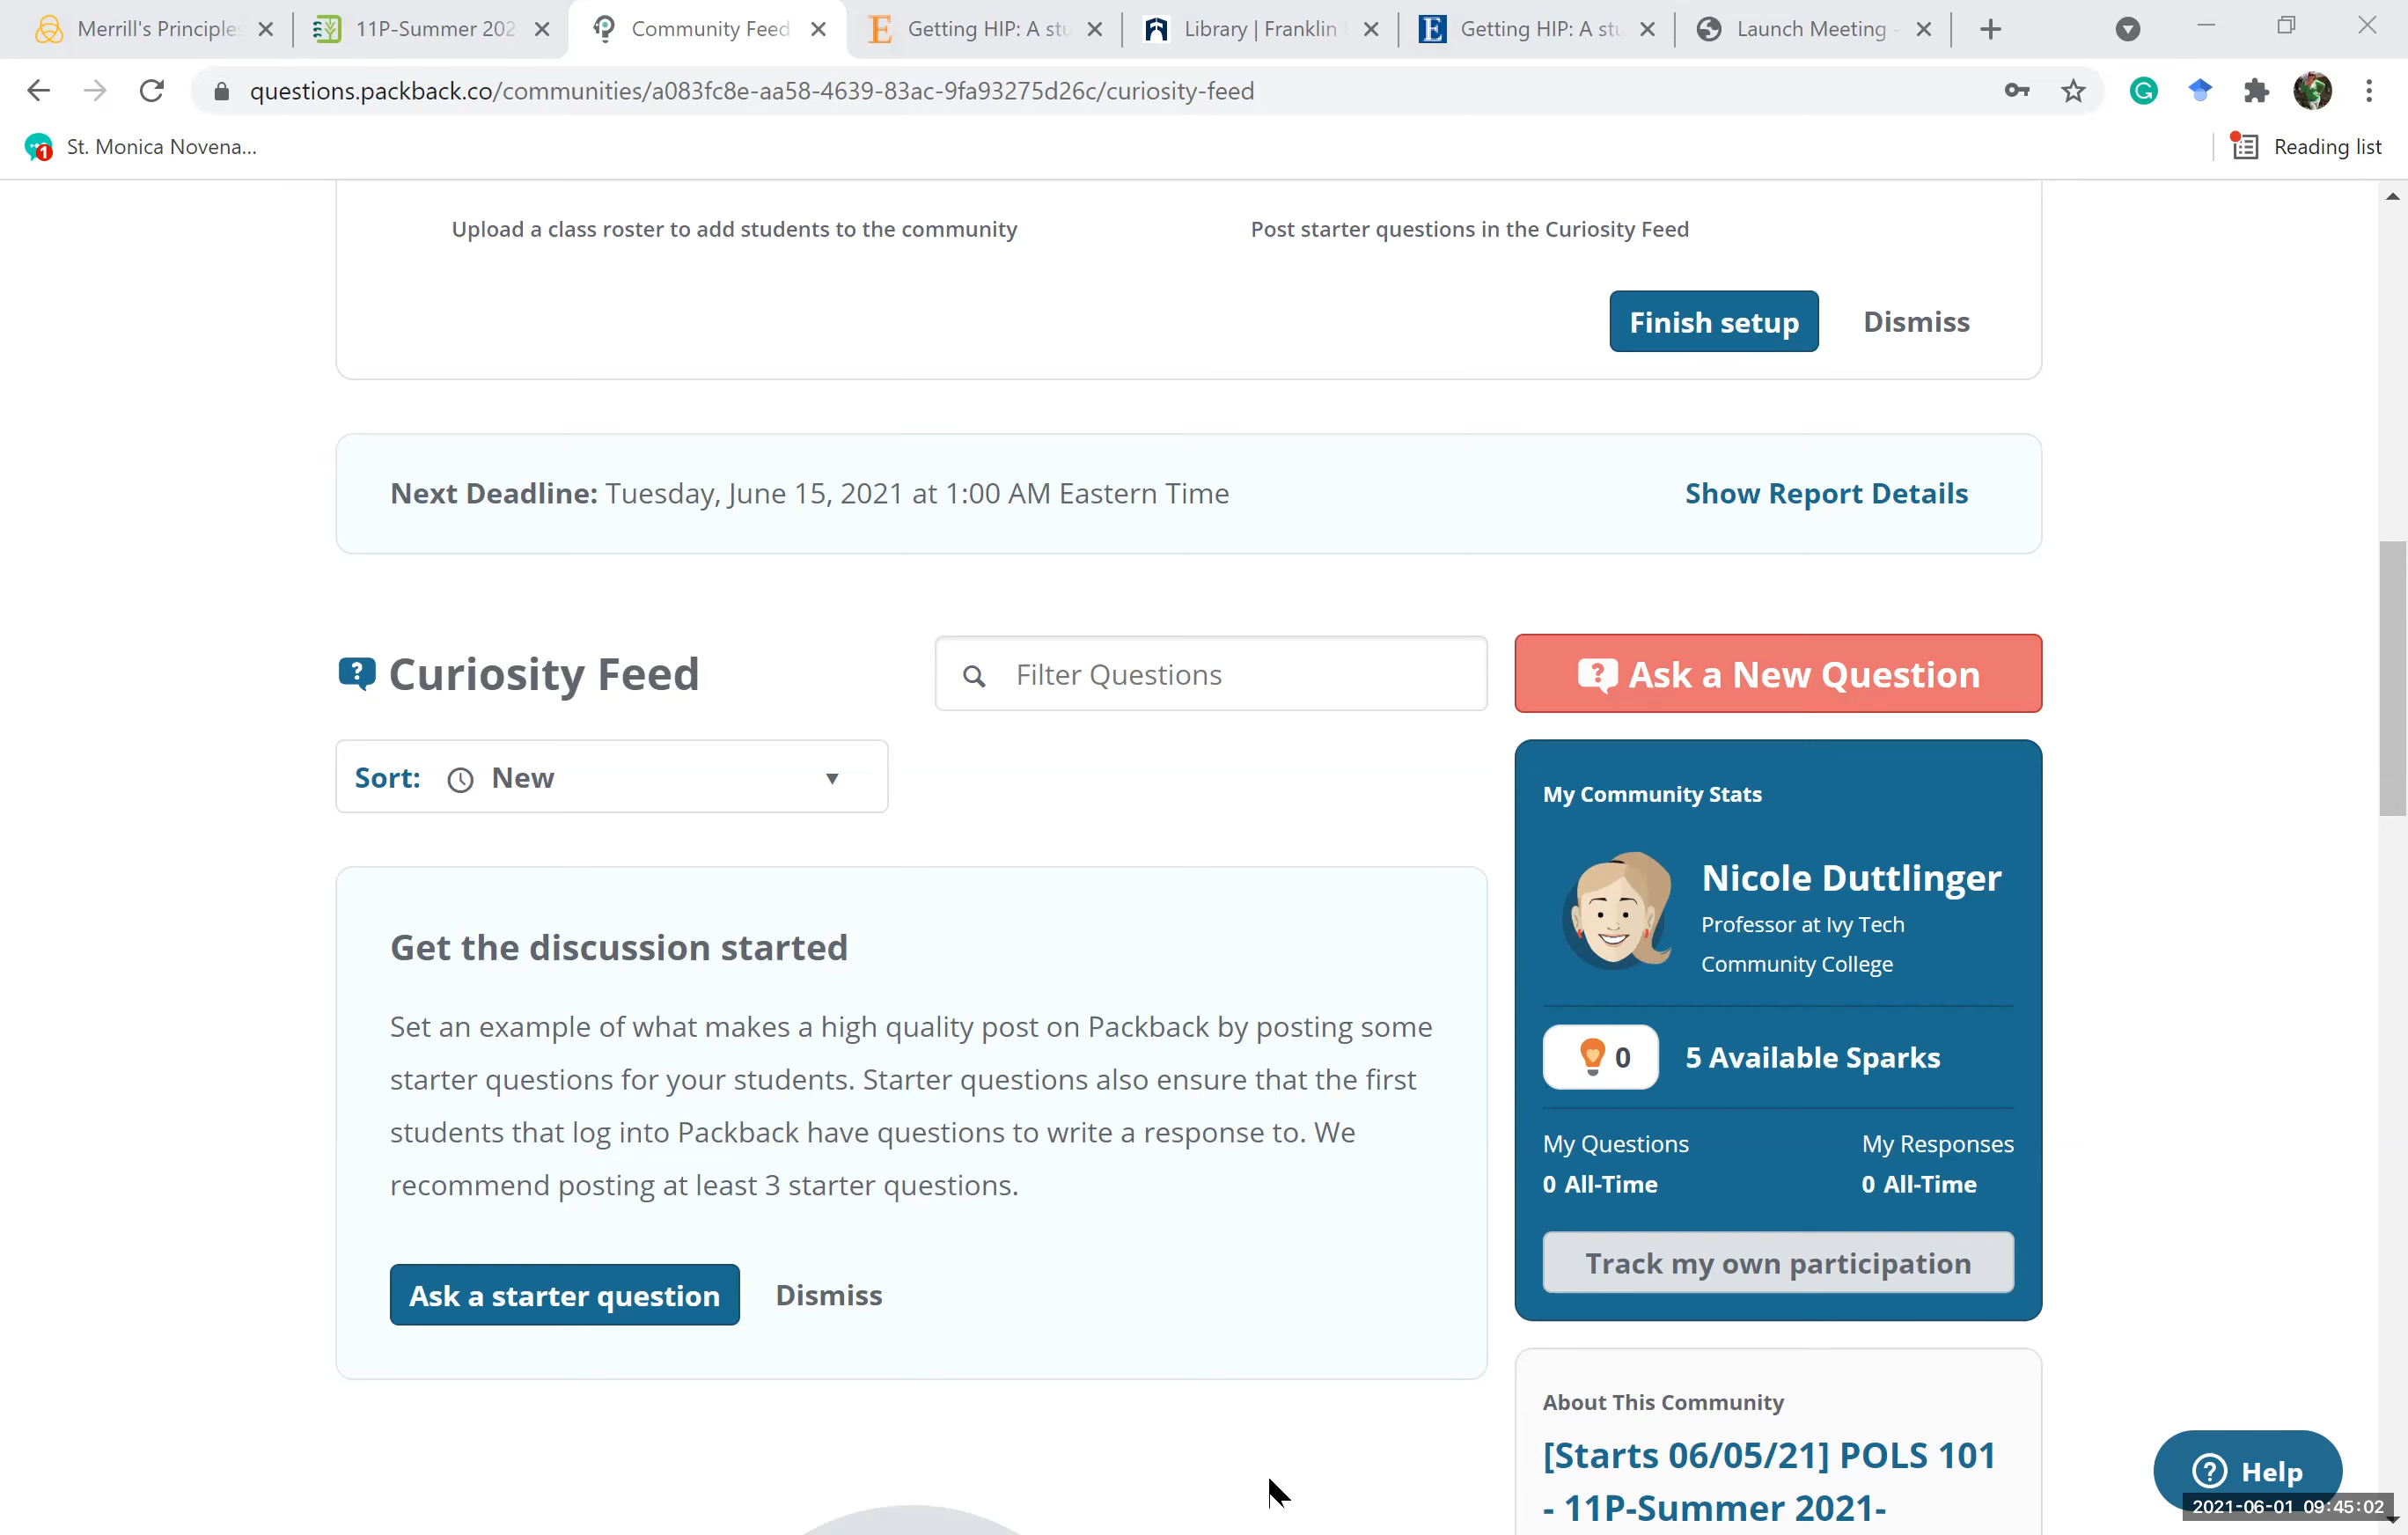 Merrill's Principle
11P-Summer 202
Community Feed
Getting HIP: A stu
Library | Franklin
Getting HIP: A stu
Launch Meeting -
questions.packback.co/communities/a083fc8e-aa58-4639-83ac-9fa93275d26c/curiosity-feed
1
St. Monica Novena...
Reading list
Upload a class roster to add students to the community
Post starter questions in the Curiosity Feed
Finish setup
Dismiss
Next Deadline: Tuesday, June 15, 2021 at 1:00 AM Eastern Time
Show Report Details
Curiosity Feed
Filter Questions
Ask a New Question
Sort: New
Get the discussion started
Set an example of what makes a high quality post on Packback by posting some
starter questions for your students. Starter questions also ensure that the first
students that log into Packback have questions to write a response to. We
recommend posting at least 3 starter questions.
Ask a starter question
Dismiss
My Community Stats
Nicole Duttlinger
Professor at Ivy Tech
Community College
0
5 Available Sparks
My Questions
0 All-Time
My Responses
0 All-Time
Track my own participation
About This Community
[Starts 06/05/21] POLS 101
- 11P-Summer 2021-
Help
2021-06-01 09:45:02